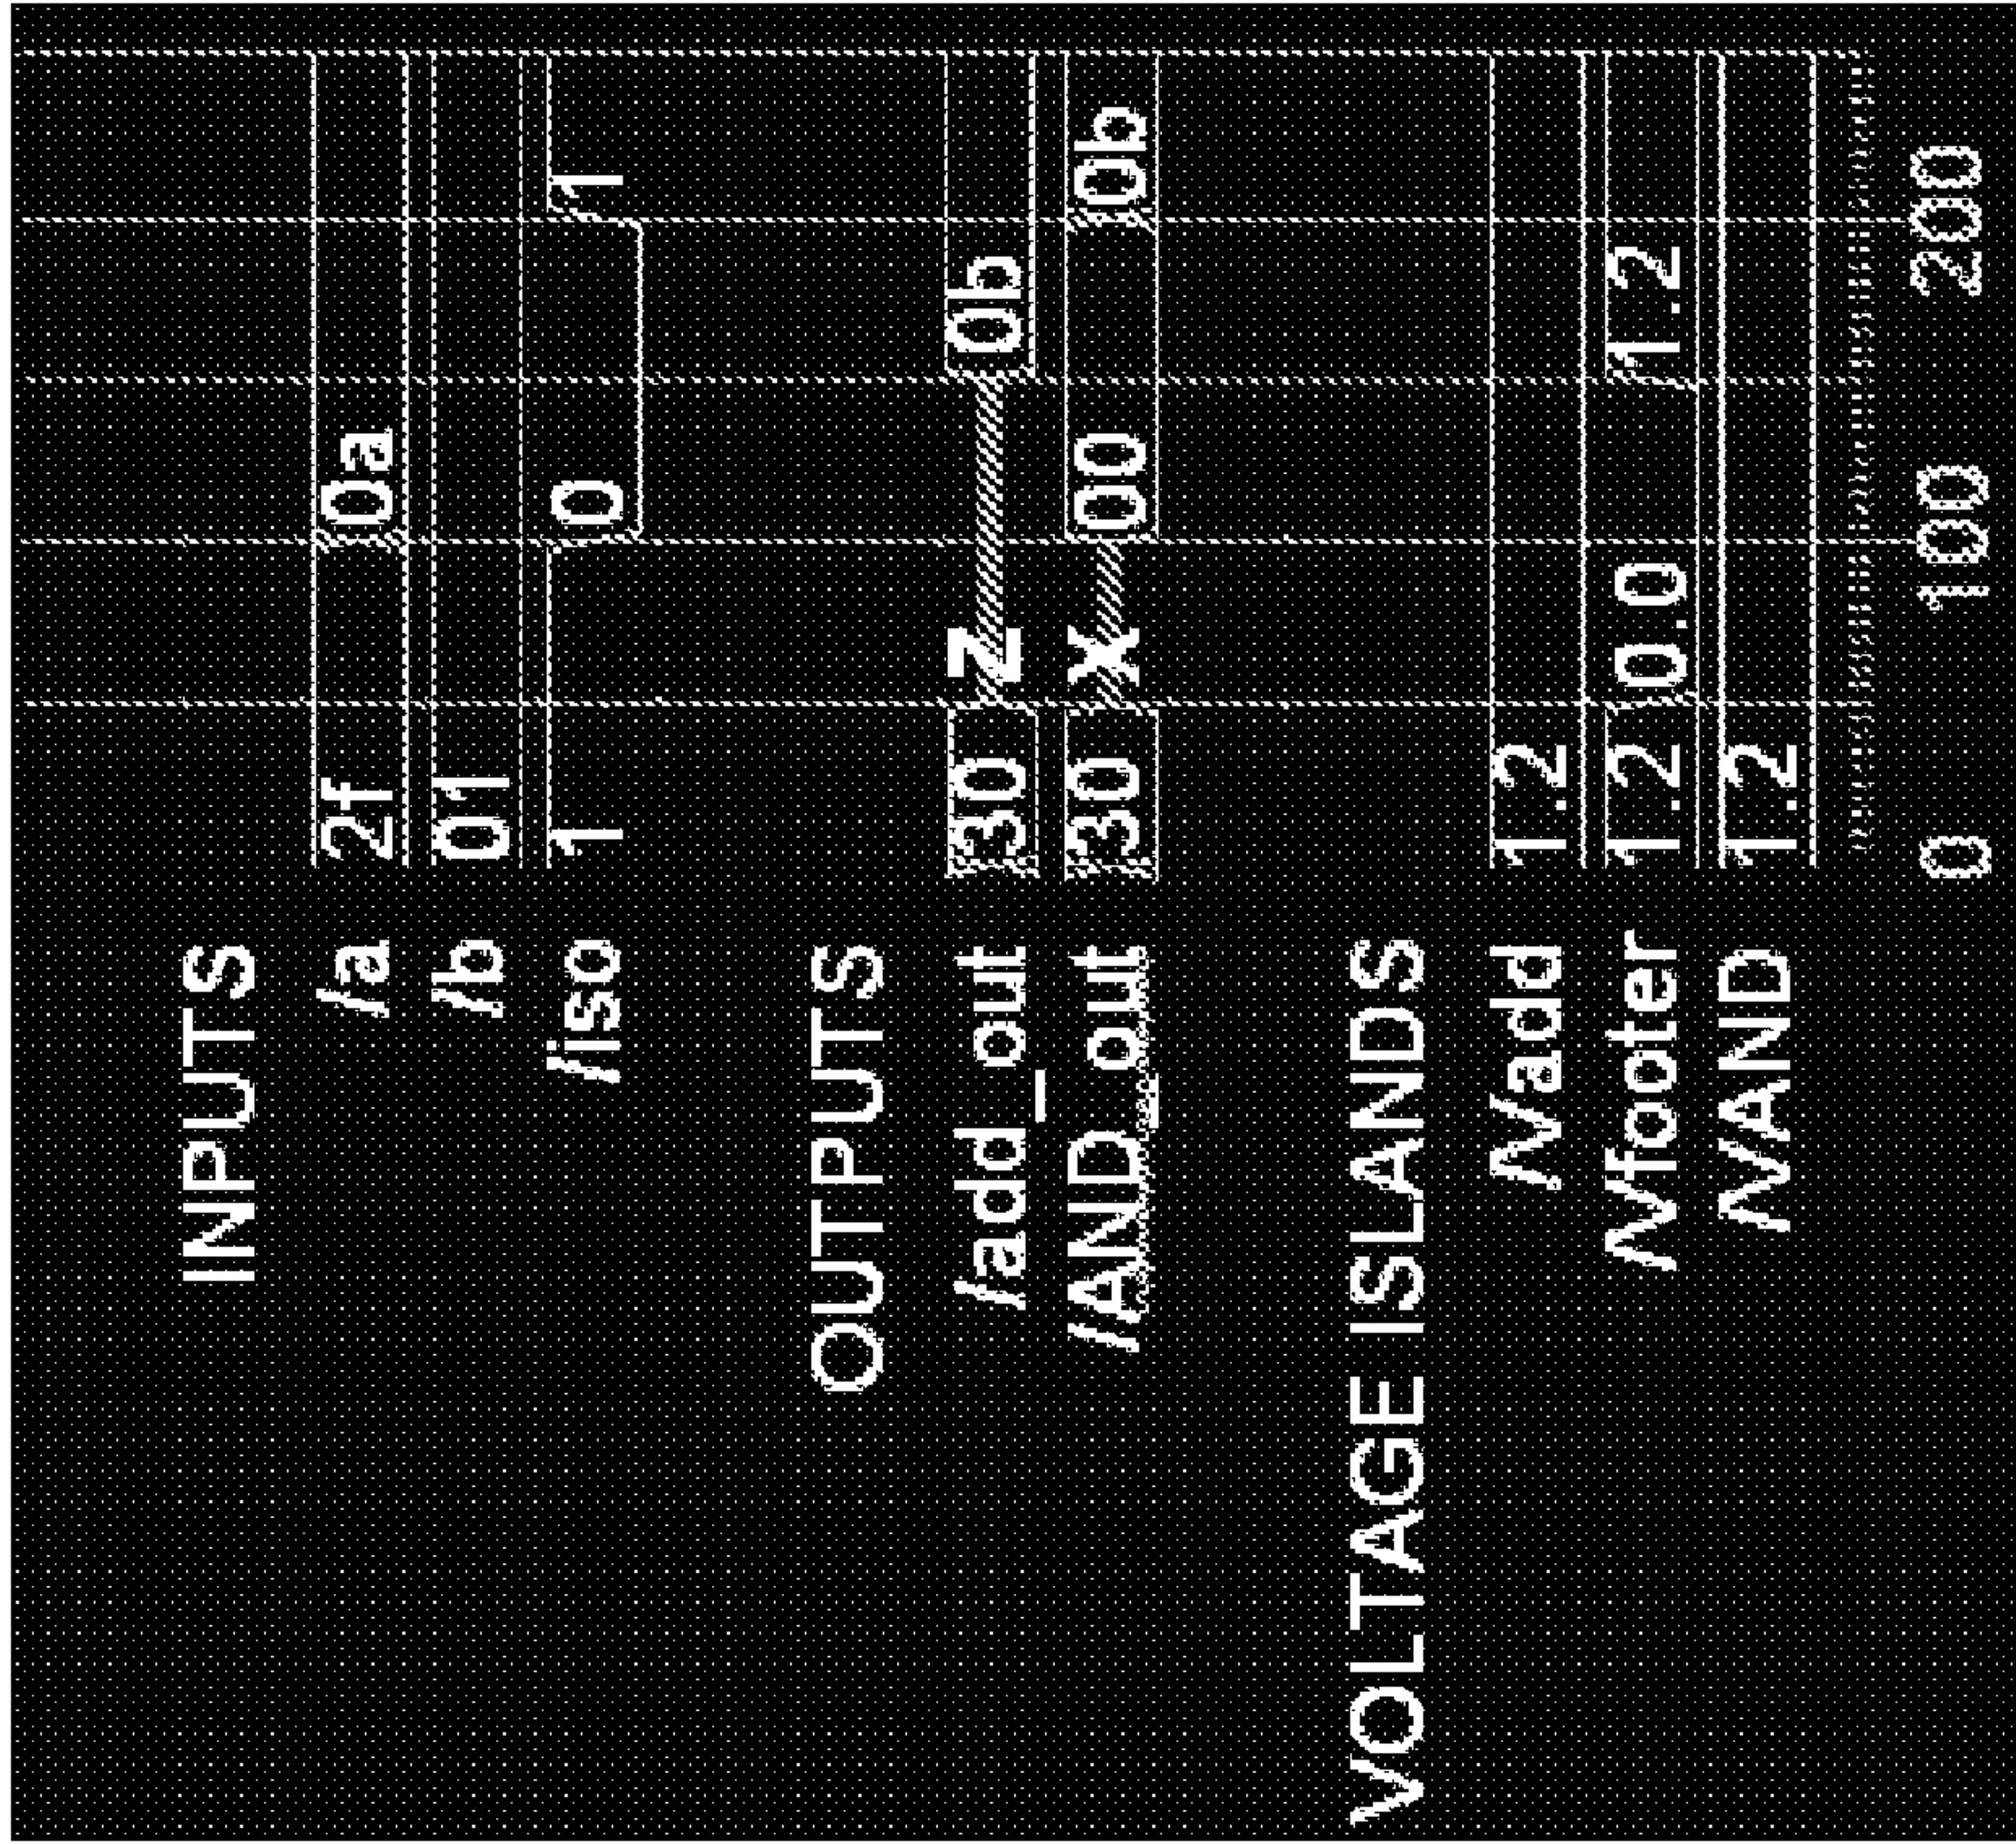 INPUTS
/a 2f 0a
/b 01
/iso 1 0 1
OUTPUTS
/add_out 30 Z 0b
/AND_out 30 X 00 0b
VOLTAGE ISLANDS
/Vadd 1.2
/Vfooter 1.2 0.0 1.2
/VAND 1.2
0 100 200